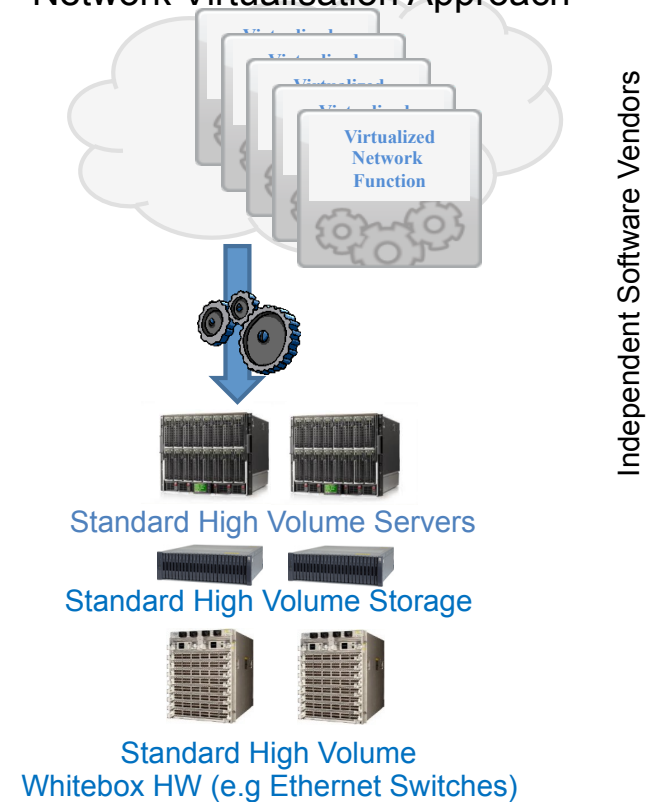 Network Virtualisation Approach
Virtualized
Network
Function
Independent Software Vendors
Standard High Volume Servers
Standard High Volume Storage
Standard High Volume
Whitebox HW (e.g Ethernet Switches)